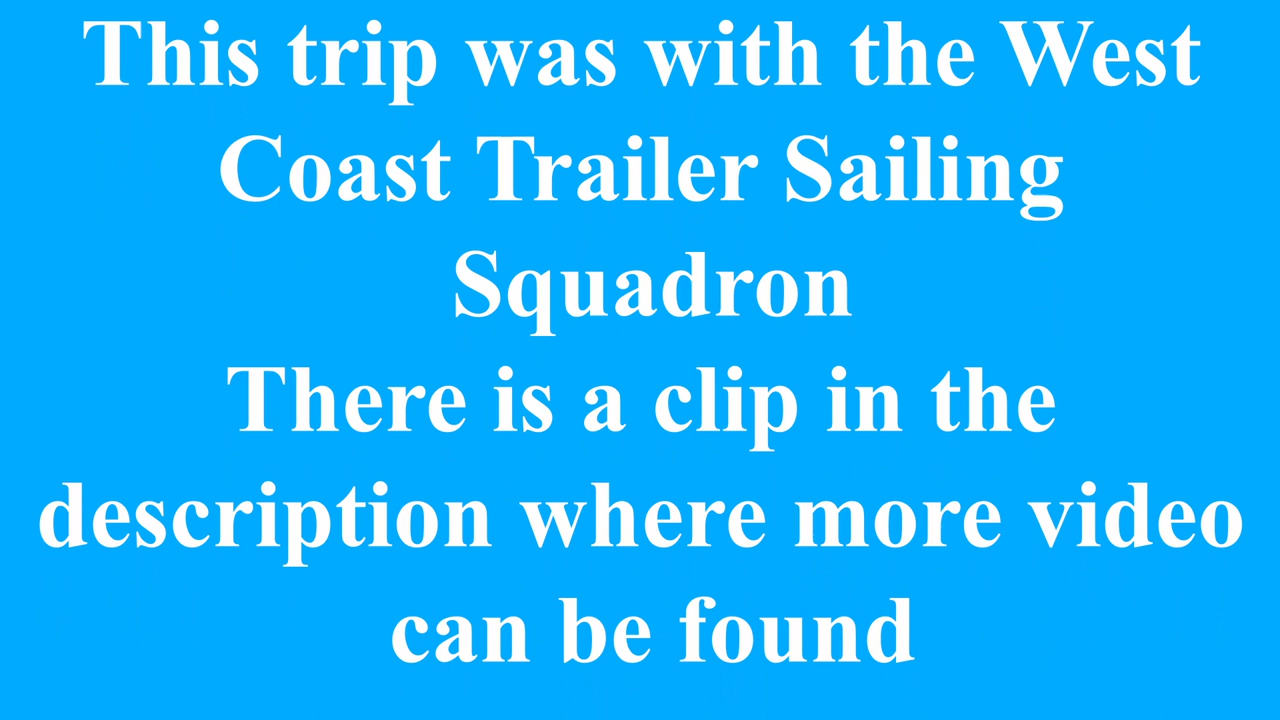 This trip was with the West
Coast Trailer Sailing
Squadron
There is a clip in the
description where more video
can be found